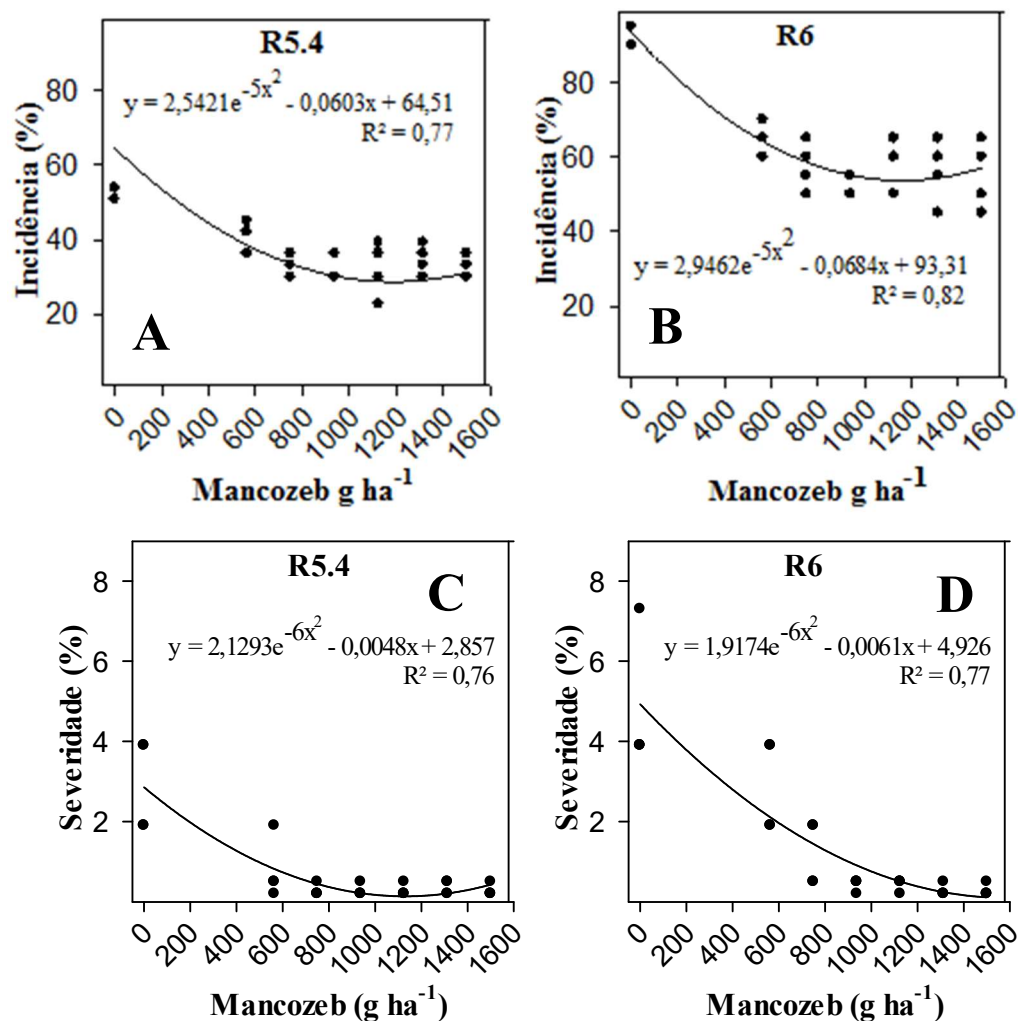 R5.4
y = 2,5421e^-5x² - 0,0603x + 64,51
R² = 0,77
Incidência (%)
80
60
40
20
A
0 200 400 600 800 1000 1200 1400 1600
Mancozeb g ha⁻¹
R6
y = 2,9462e^-5x² - 0,0684x + 93,31
R² = 0,82
Incidência (%)
80
60
40
20
B
0 200 400 600 800 1000 1200 1400 1600
Mancozeb g ha⁻¹
R5.4
C
y = 2,1293e^-6x² - 0,0048x + 2,857
R² = 0,76
Severidade (%)
8
6
4
2
0 200 400 600 800 1000 1200 1400 1600
Mancozeb (g ha⁻¹)
R6
D
y = 1,9174e^-6x² - 0,0061x + 4,926
R² = 0,77
Severidade (%)
8
6
4
2
0 200 400 600 800 1000 1200 1400 1600
Mancozeb (g ha⁻¹)